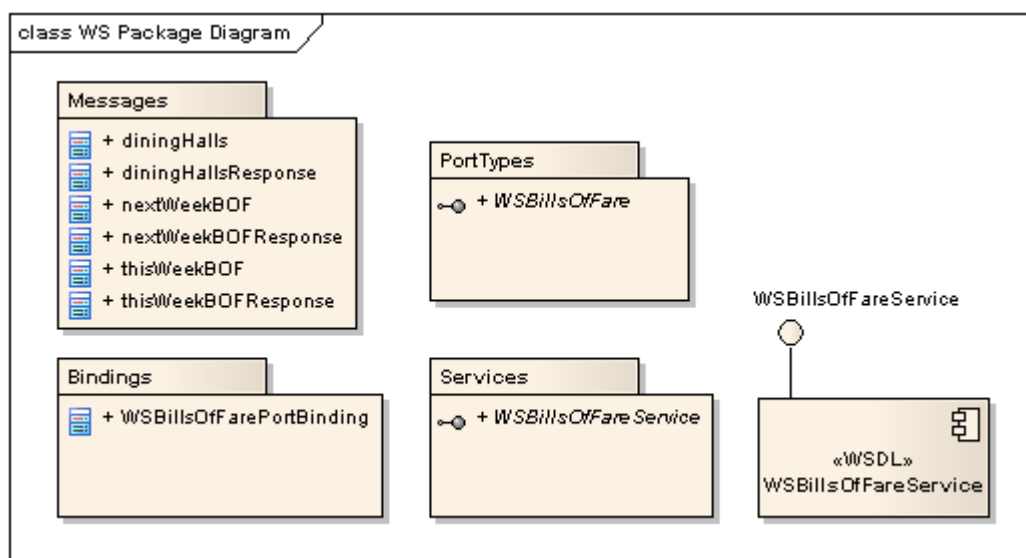 class WS Package Diagram
Messages
+ diningHalls
+ diningHallsResponse
+ nextWeekBOF
+ nextWeekBOFResponse
+ thisWeekBOF
+ thisWeekBOFResponse
PortTypes
+ WSBillsOfFare
Bindings
+ WSBillsOfFarePortBinding
Services
+ WSBillsOfFareService
WSBillsOfFareService
«WSDL»
WSBillsOfFareService